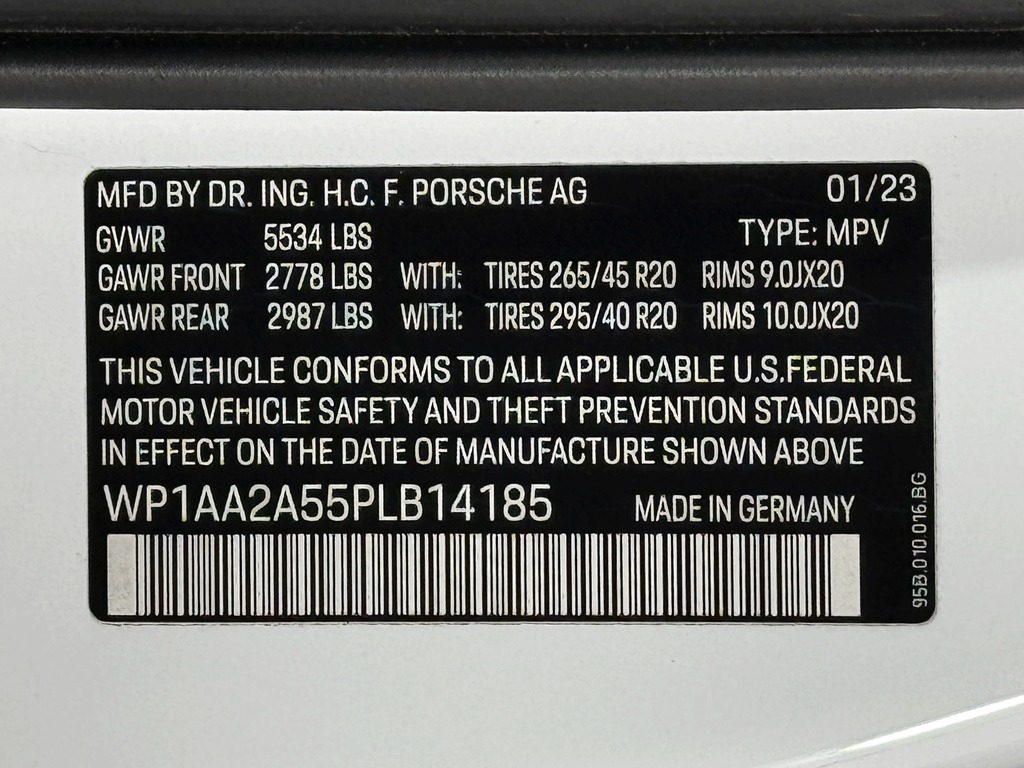 MFD BY DR. ING. H.C. F. PORSCHE AG 01/23
GVWR 5534 LBS TYPE: MPV
GAWR FRONT 2778 LBS WITH: TIRES 265/45 R20 RIMS 9.0JX20
GAWR REAR 2987 LBS WITH: TIRES 295/40 R20 RIMS 10.0JX20
THIS VEHICLE CONFORMS TO ALL APPLICABLE U.S.FEDERAL
MOTOR VEHICLE SAFETY AND THEFT PREVENTION STANDARDS
IN EFFECT ON THE DATE OF MANUFACTURE SHOWN ABOVE
WP1AA2A55PLB14185 MADE IN GERMANY
95B.010.016.BG